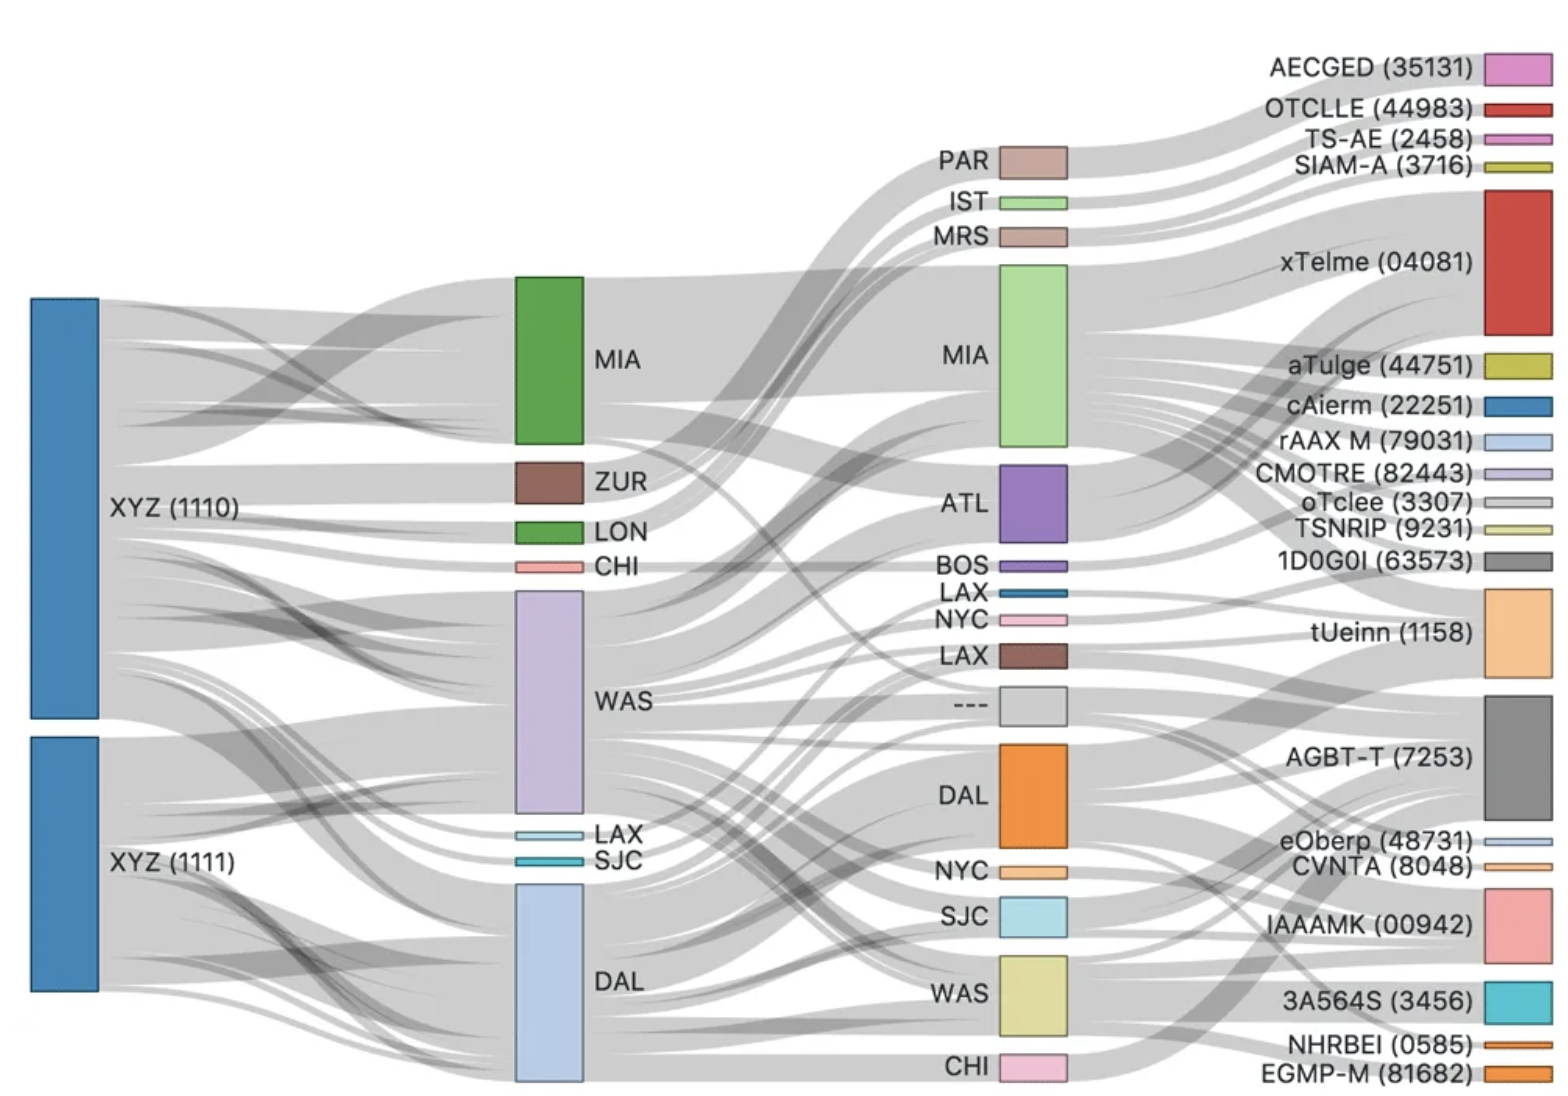 XYZ (1110)
XYZ (1111)
MIA
ZUR
LON
CHI
WAS
LAX
SJC
DAL
PAR
IST
MRS
MIA
ATL
BOS
LAX
NYC
LAX
---
DAL
NYC
SJC
WAS
CHI
AECGED (35131)
OTCLLE (44983)
TS-AE (2458)
SIAM-A (3716)
xTelme (04081)
aTulge (44751)
cAierm (22251)
rAAX M (79031)
CMOTRE (82443)
oTclee (3307)
TSNRIP (9231)
1D0G0I (63573)
tUeinn (1158)
AGBT-T (7253)
eOberp (48731)
CVNTA (8048)
IAAAMK (00942)
3A564S (3456)
NHRBEI (0585)
EGMP-M (81682)